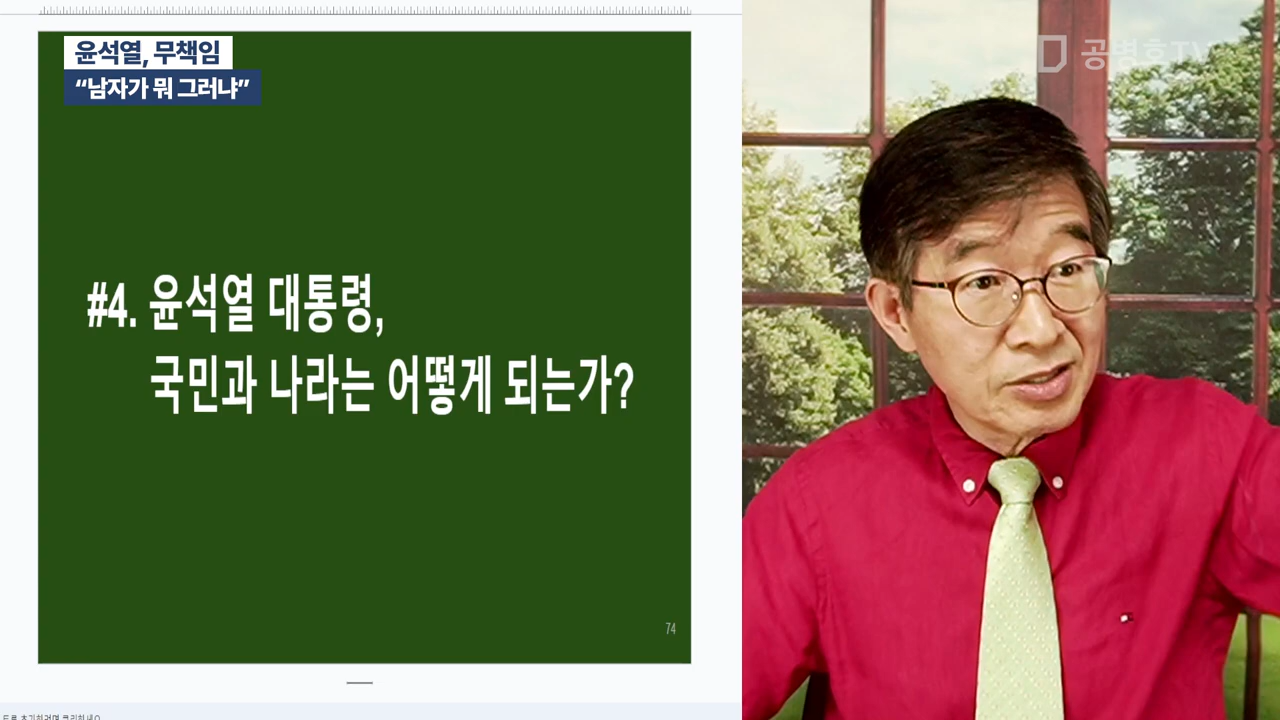 윤석열, 무책임
“남자가 뭐 그러냐”
공병호TV
#4. 윤석열 대통령,
국민과 나라는 어떻게 되는가?
74